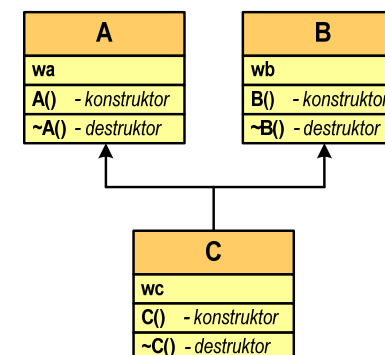 A
wa
A() - konstruktor
~A() - destruktor
B
wb
B() - konstruktor
~B() - destruktor
C
wc
C() - konstruktor
~C() - destruktor